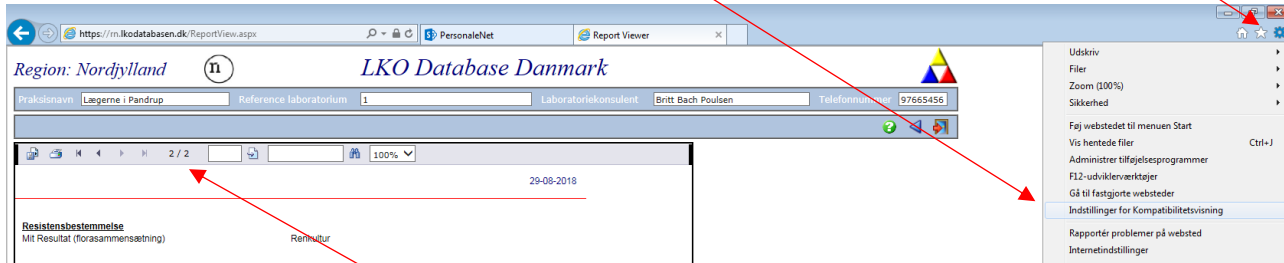 https://rn.lkodatabasen.dk/ReportView.aspx
PersonaleNet
Report Viewer
Region: Nordjylland
n
LKO Database Danmark
Praksisnavn Lægerne i Pandrup Reference laboratorium 1 Laboratoriekonsulent Britt Bach Poulsen Telefonnummer 97665456
2 / 2
100%
29-08-2018
Resistensbestemmelse
Mit Resultat (florasammensætning) Renkultur
Udskriv
Filer
Zoom (100%)
Sikkerhed
Føj webstedet til menuen Start
Vis hentede filer Ctrl+J
Administrer tilføjelsesprogrammer
F12-udviklerværktøjer
Gå til fastgjorte websteder
Indstillinger for Kompatibilitetsvisning
Rapportér problemer på websted
Internetindstillinger